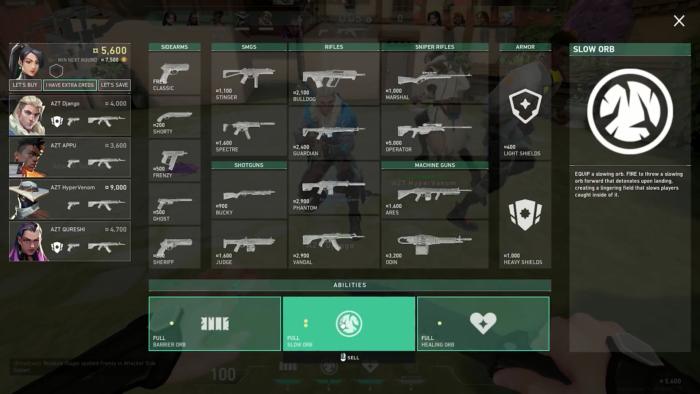 ¤ 5,600
MIN NEXT ROUND: ¤ 7,500
LET'S BUY
I HAVE EXTRA CREDS
LET'S SAVE
AZT Django
¤ 4,000
AZT APPU
¤ 3,600
AZT HyperVenom
¤ 9,000
AZT QURESHI
¤ 4,700
SIDEARMS
FREE
CLASSIC
¤200
SHORTY
¤500
FRENZY
¤500
GHOST
SHERIFF
SMGS
¤1,100
STINGER
¤1,600
SPECTRE
SHOTGUNS
¤900
BUCKY
¤1,600
JUDGE
RIFLES
¤2,100
BULLDOG
¤2,400
GUARDIAN
¤2,900
PHANTOM
¤2,900
VANDAL
SNIPER RIFLES
¤1,000
MARSHAL
¤5,000
OPERATOR
MACHINE GUNS
AZT HyperVenom
¤1,600
ARES
¤3,200
ODIN
ARMOR
¤400
LIGHT SHIELDS
¤1,000
HEAVY SHIELDS
SLOW ORB
EQUIP a slowing orb. FIRE to throw a slowing
orb forward that detonates upon landing,
creating a lingering field that slows players
caught inside of it.
ABILITIES
FULL
BARRIER ORB
FULL
SLOW ORB
FULL
HEALING ORB
SELL
100
¤ 5,600